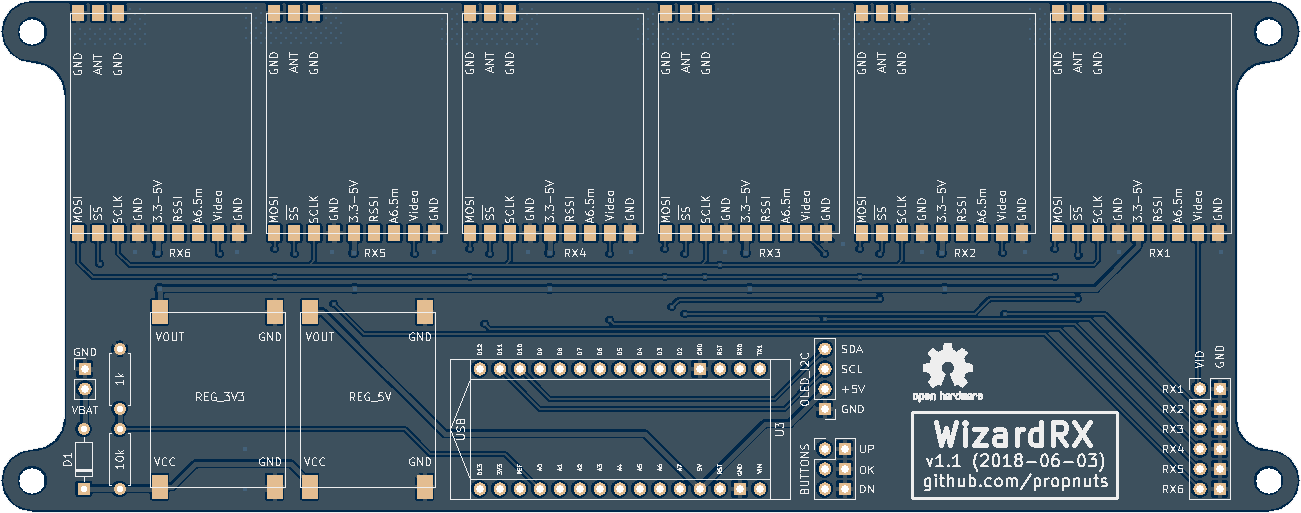 GND ANT GND
GND ANT GND
GND ANT GND
GND ANT GND
GND ANT GND
GND ANT GND
MOSI SS SCLK GND 3.3-5V RSSI A6.5m Video GND
MOSI SS SCLK GND 3.3-5V RSSI A6.5m Video GND
MOSI SS SCLK GND 3.3-5V RSSI A6.5m Video GND
MOSI SS SCLK GND 3.3-5V RSSI A6.5m Video GND
MOSI SS SCLK GND 3.3-5V RSSI A6.5m Video GND
MOSI SS SCLK GND 3.3-5V RSSI A6.5m Video GND
RX6 RX5 RX4 RX3 RX2 RX1
VOUT GND
REG_3V3
VCC GND
VOUT GND
REG_5V
VCC GND
GND
VBAT
1k
10k
D1
D12 D11 D10 D9 D8 D7 D6 D5 D4 D3 D2 GND RST RX0 TX1
USB
U3
D13 3V3 REF A0 A1 A2 A3 A4 A5 A6 A7 5V RST GND VIN
OLED_I2C
SDA
SCL
+5V
GND
BUTTONS
UP
OK
DN
open hardware
WizardRX
v1.1 (2018-06-03)
github.com/propnuts
VID GND
RX1
RX2
RX3
RX4
RX5
RX6